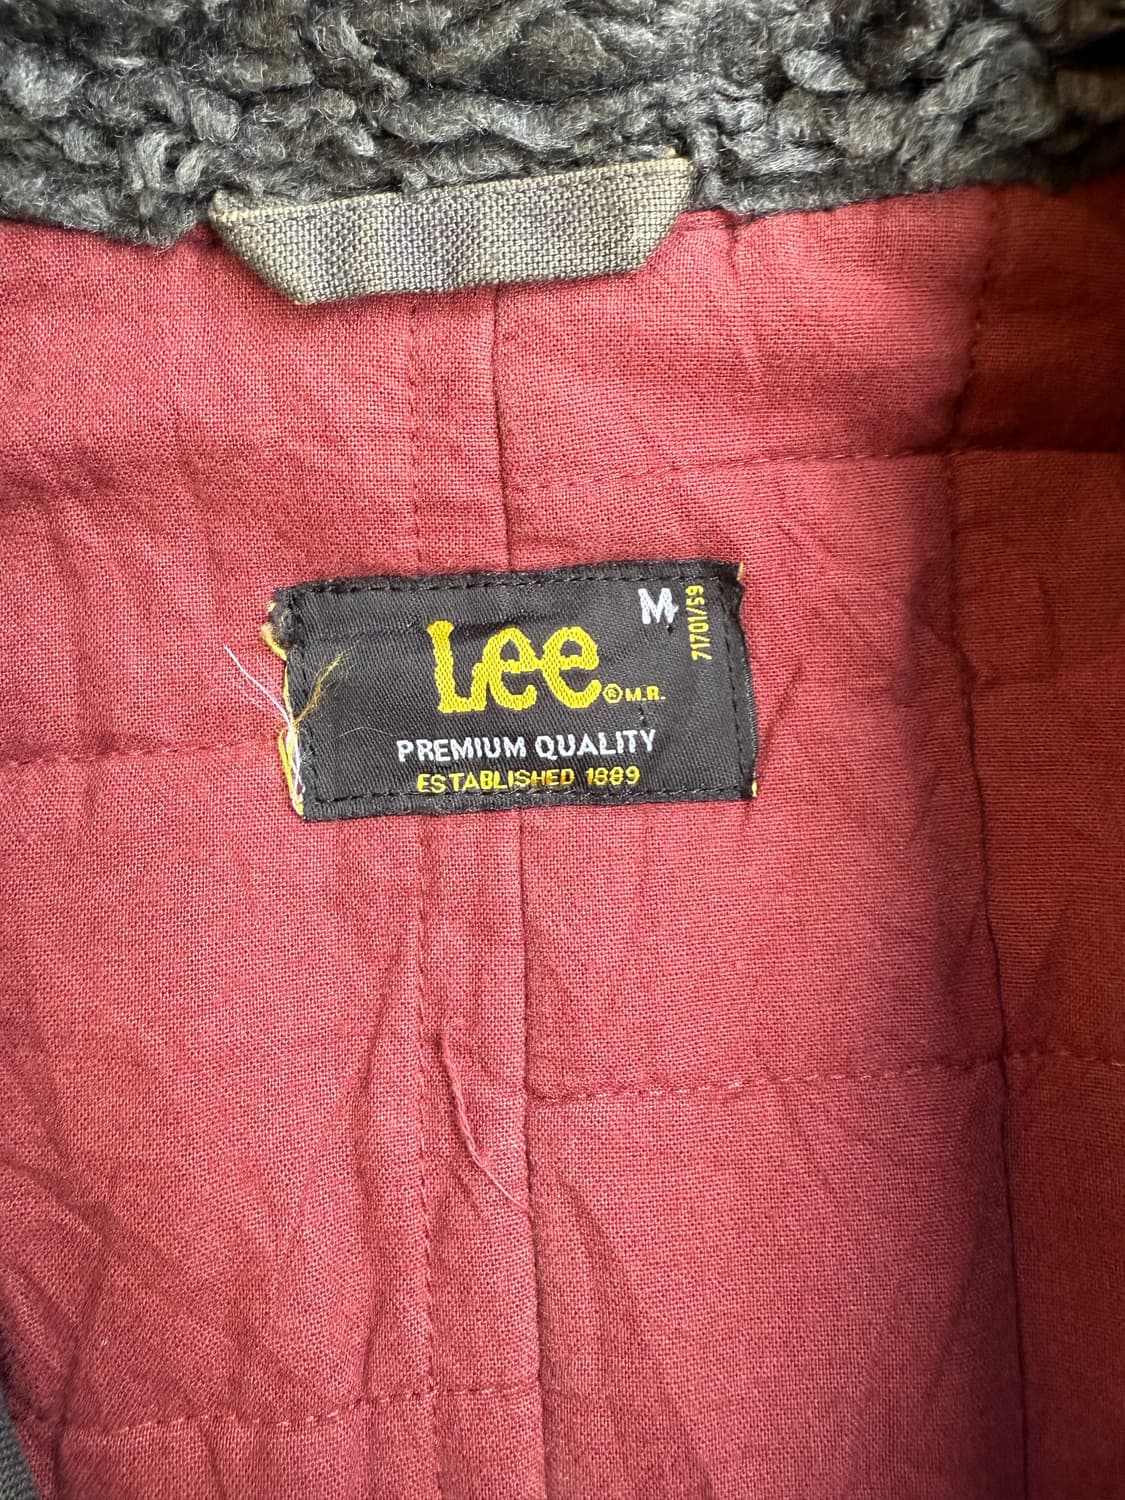 M
71701/59
Lee ® M.R.
PREMIUM QUALITY
ESTABLISHED 1889